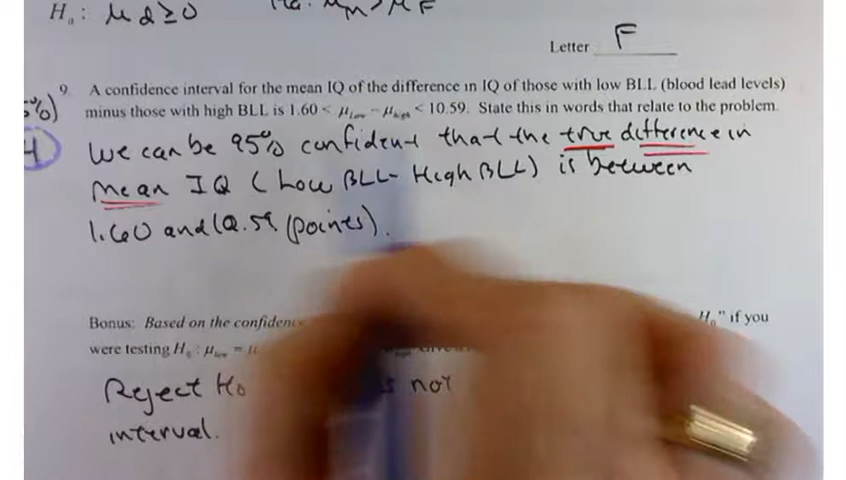 Hₐ: μd ≥ 0 Ha: μm > μF
Letter F
9. A confidence interval for the mean IQ of the difference in IQ of those with low BLL (blood lead levels)
minus those with high BLL is 1.60 < μlow − μhigh < 10.59. State this in words that relate to the problem.
%)
4
We can be 95% confident that the true difference in
mean IQ (Low BLL- High BLL) is between
1.60 and 10.59 (points).
Bonus: Based on the confidence H₀" if you
were testing H₀: μlow =
Reject Ho not
interval.